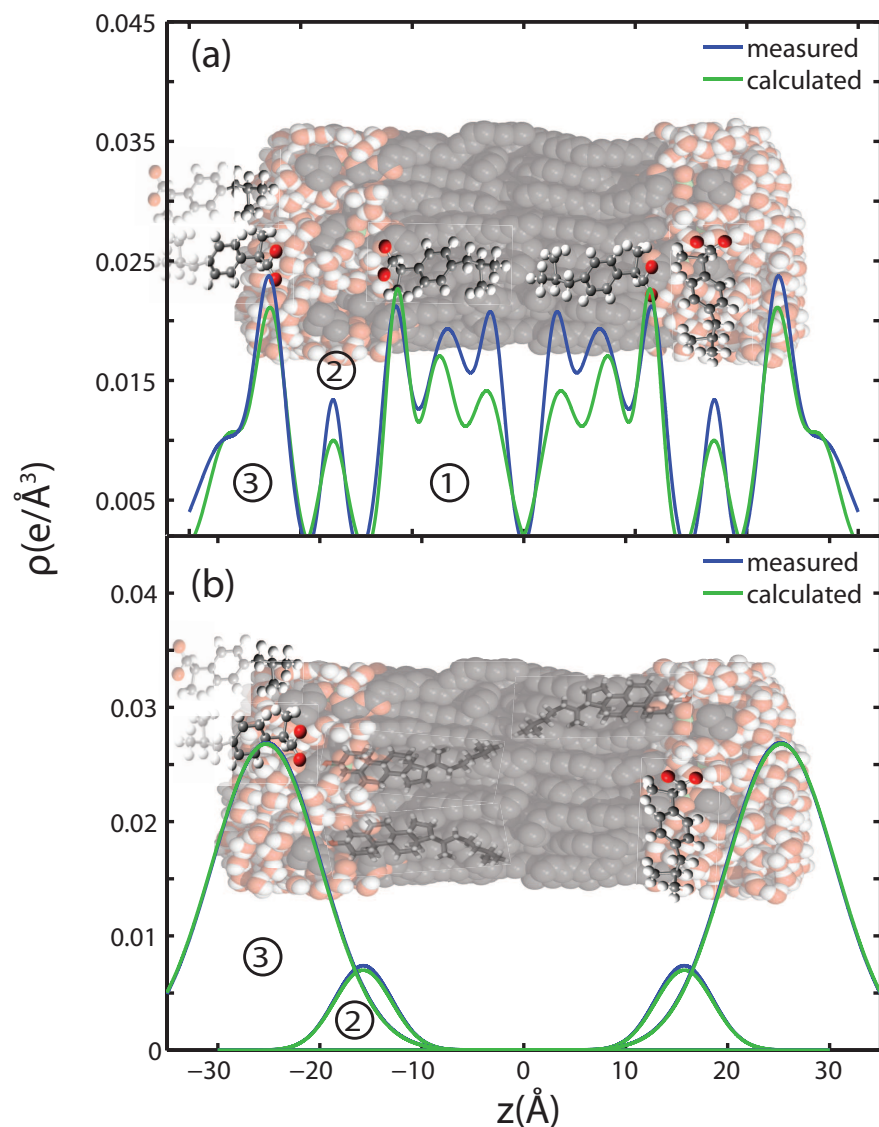 0.045
(a)
measured
calculated
0.035
0.025
0.015
0.005
②
③
①
ρ(e/Å³)
0.04
(b)
measured
calculated
0.03
0.02
0.01
0
③
②
−30 −20 −10 0 10 20 30
z(Å)